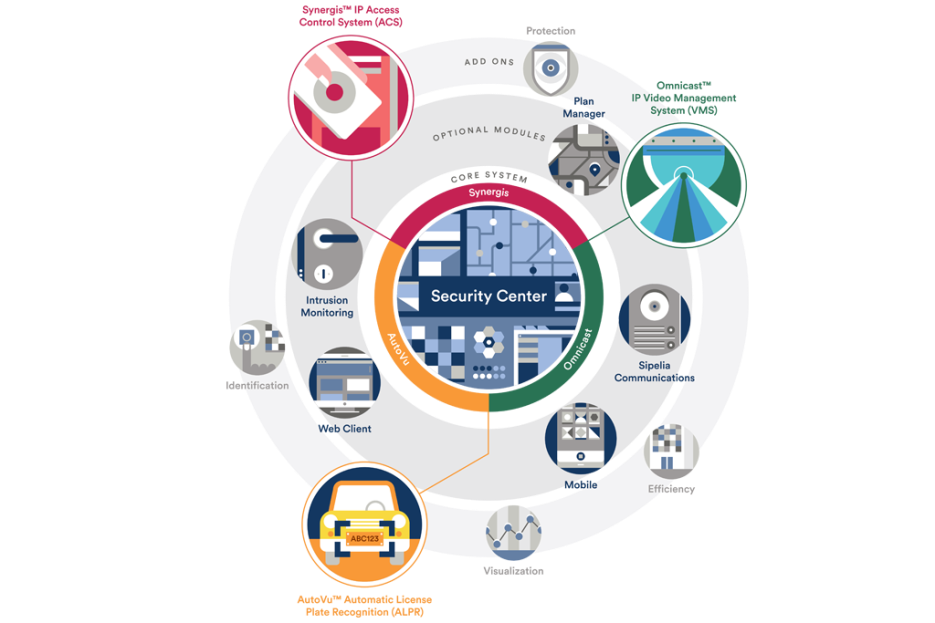 Synergis™ IP Access
Control System (ACS)
Protection
ADD ONS
Omnicast™
IP Video Management
System (VMS)
Plan
Manager
OPTIONAL MODULES
CORE SYSTEM
Synergis
Security Center
AutoVu
Omnicast
Intrusion
Monitoring
Sipelia
Communications
Identification
Web Client
Mobile
Efficiency
ABC123
Visualization
AutoVu™ Automatic License
Plate Recognition (ALPR)